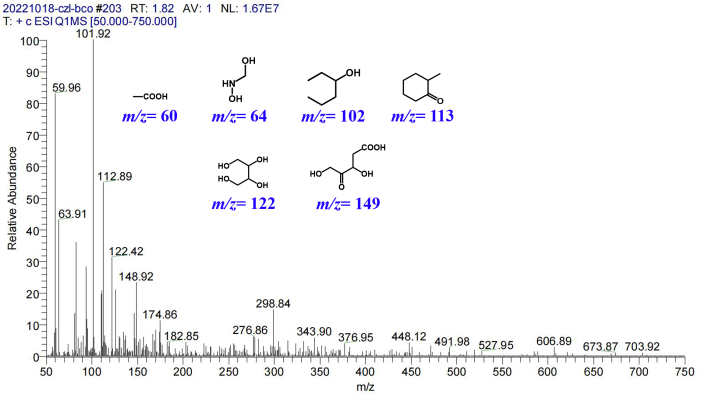 20221018-czl-bco #203 RT: 1.82 AV: 1 NL: 1.67E7
T: + c ESI Q1MS [50.000-750.000]
101.92
100
90
80
70
60
50
40
30
20
10
0
Relative Abundance
59.96
63.91
112.89
122.42
148.92
174.86
182.85
276.86
298.84
343.90
376.95
448.12
491.98
527.95
606.89
673.87
703.92
COOH
m/z= 60
OH
HN
OH
m/z= 64
OH
m/z= 102
O
m/z= 113
HO
OH
HO
OH
m/z= 122
COOH
HO
OH
O
m/z= 149
50 100 150 200 250 300 350 400 450 500 550 600 650 700 750
m/z